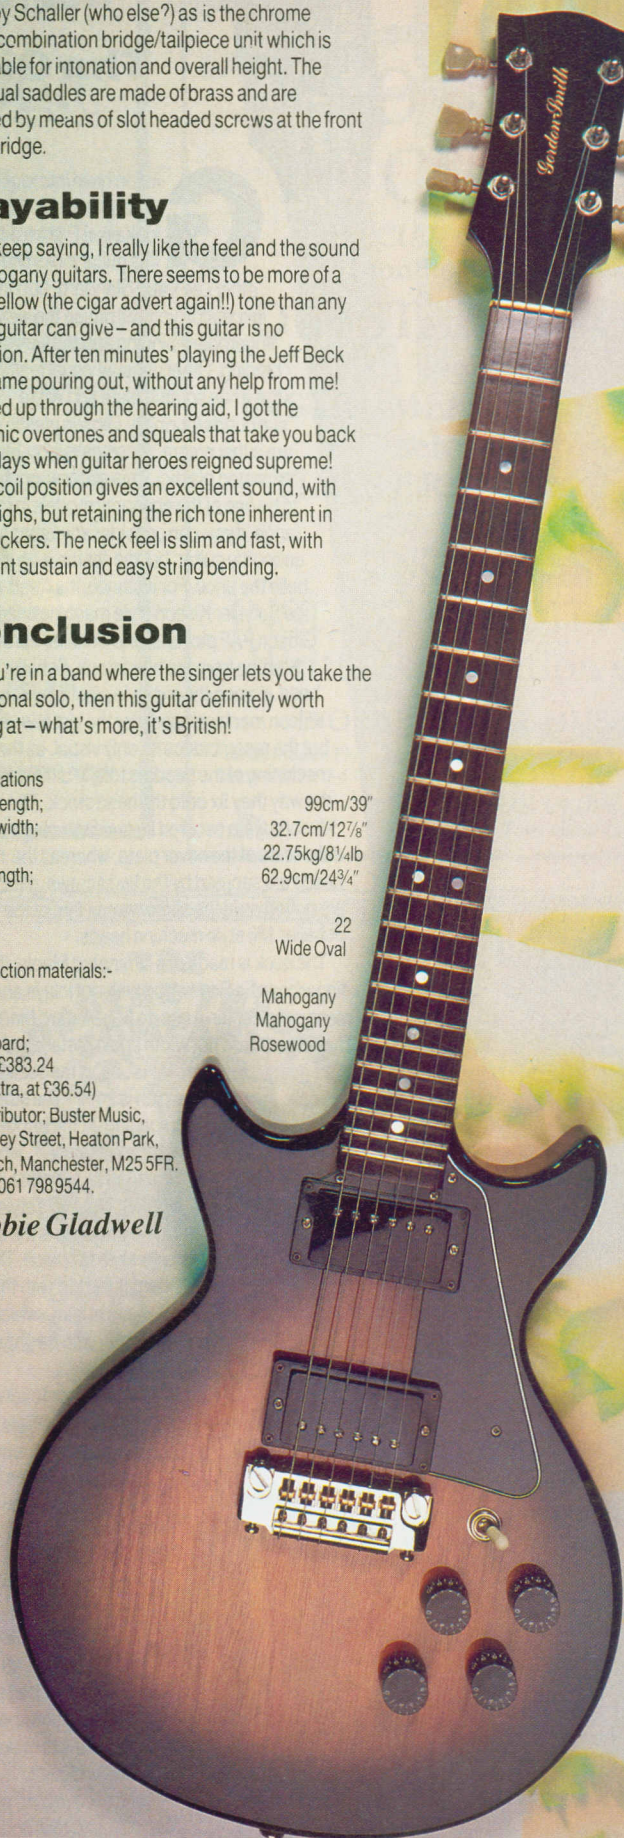 by Schaller (who else?) as is the chrome
combination bridge/tailpiece unit which is
able for intonation and overall height. The
ual saddles are made of brass and are
ed by means of slot headed screws at the front
ridge.
ayability
keep saying, I really like the feel and the sound
ogany guitars. There seems to be more of a
ellow (the cigar advert again!!) tone than any
guitar can give – and this guitar is no
ion. After ten minutes' playing the Jeff Beck
ame pouring out, without any help from me!
ed up through the hearing aid, I got the
nic overtones and squeals that take you back
lays when guitar heroes reigned supreme!
coil position gives an excellent sound, with
ighs, but retaining the rich tone inherent in
ckers. The neck feel is slim and fast, with
nt sustain and easy string bending.
nclusion
u're in a band where the singer lets you take the
onal solo, then this guitar definitely worth
g at – what's more, it's British!
ations
ength; 99cm/39"
width; 32.7cm/12⅞"
22.75kg/8¼lb
ngth; 62.9cm/24¾"
22
Wide Oval
ction materials:-
Mahogany
Mahogany
oard; Rosewood
£383.24
tra, at £36.54)
ributor; Buster Music,
ey Street, Heaton Park,
ch, Manchester, M25 5FR.
061 798 9544.
bie Gladwell
Gordon Smith